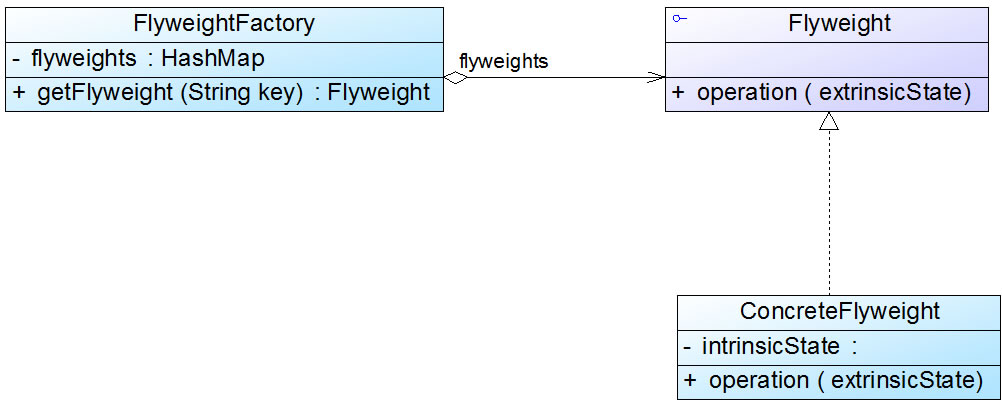 FlyweightFactory
- flyweights : HashMap
+ getFlyweight (String key) : Flyweight
flyweights
Flyweight
+ operation ( extrinsicState)
ConcreteFlyweight
- intrinsicState :
+ operation ( extrinsicState)